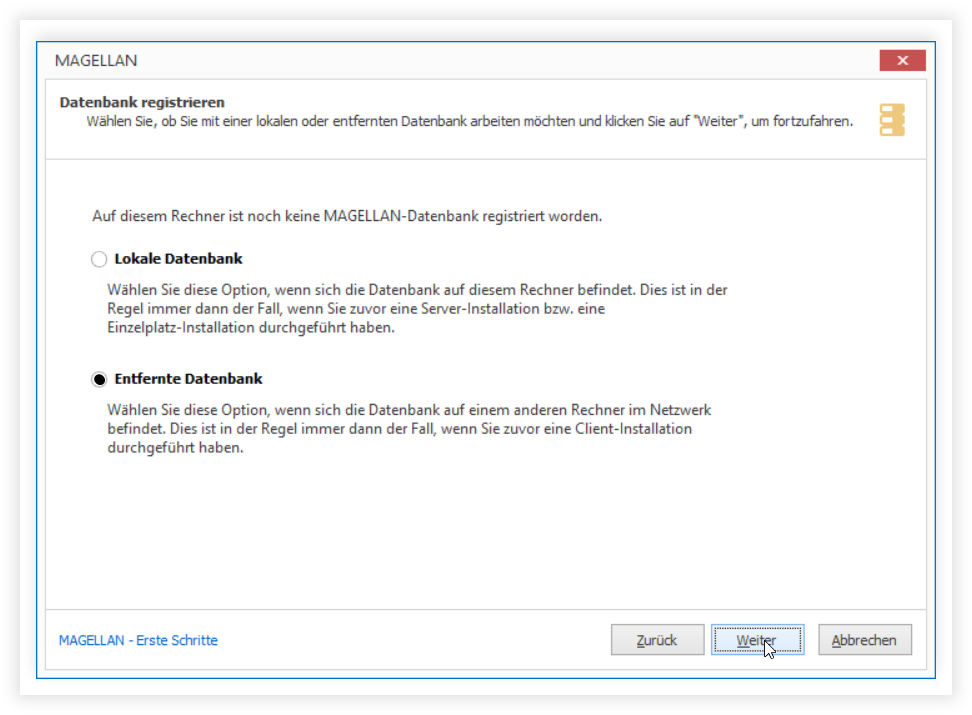 MAGELLAN
Datenbank registrieren
Wählen Sie, ob Sie mit einer lokalen oder entfernten Datenbank arbeiten möchten und klicken Sie auf "Weiter", um fortzufahren.
Auf diesem Rechner ist noch keine MAGELLAN-Datenbank registriert worden.
Lokale Datenbank
Wählen Sie diese Option, wenn sich die Datenbank auf diesem Rechner befindet. Dies ist in der
Regel immer dann der Fall, wenn Sie zuvor eine Server-Installation bzw. eine
Einzelplatz-Installation durchgeführt haben.
Entfernte Datenbank
Wählen Sie diese Option, wenn sich die Datenbank auf einem anderen Rechner im Netzwerk
befindet. Dies ist in der Regel immer dann der Fall, wenn Sie zuvor eine Client-Installation
durchgeführt haben.
MAGELLAN - Erste Schritte
Zurück
Weiter
Abbrechen